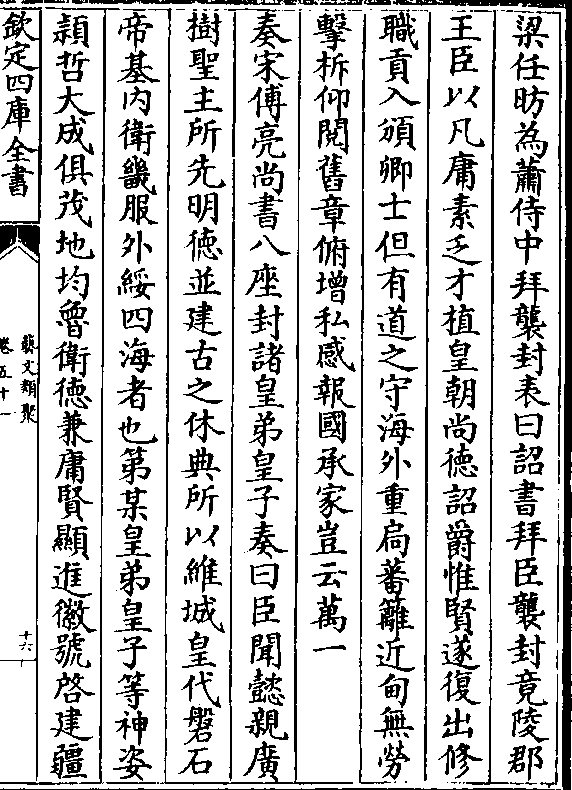 梁任昉為蕭侍中拜襲封表曰詔書拜臣襲封竟陵郡
王臣以凡庸素乏才植皇朝尚德詔爵惟賢遂復出修
職貢入頒卿士但有道之守海外重扄蕃籬近甸無勞
擊柝仰閱舊章俯增私感報國承家豈云萬一
奏宋傅亮尚書八座封諸皇弟皇子奏曰臣聞懿親廣
樹聖主所先明徳並建古之休典所以維城皇代磐石
帝基內衛畿服外綏四海者也第某皇弟皇子等神姿
穎哲大成俱茂地均魯衛徳兼庸賢顯進徽號啓建疆
欽定四庫全書
藝文類聚
卷五十一
十六